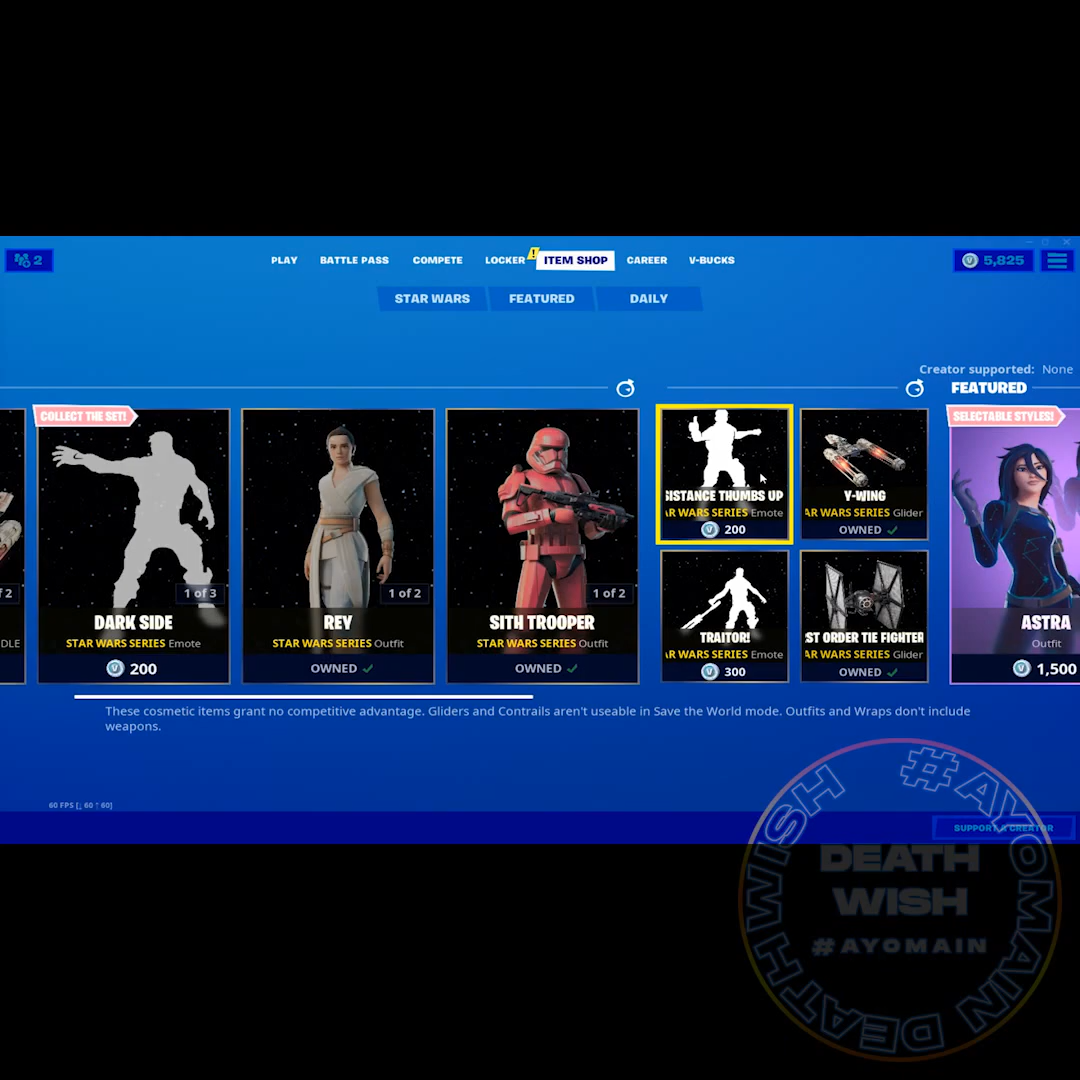 2
PLAY
BATTLE PASS
COMPETE
LOCKER
!
ITEM SHOP
CAREER
V-BUCKS
5,825
STAR WARS
FEATURED
DAILY
Creator supported: None
FEATURED
COLLECT THE SET!
SELECTABLE STYLES!
1 of 3
DARK SIDE
STAR WARS SERIES Emote
200
1 of 2
REY
STAR WARS SERIES Outfit
OWNED
1 of 2
SITH TROOPER
STAR WARS SERIES Outfit
OWNED
SISTANCE THUMBS UP
AR WARS SERIES Emote
200
Y-WING
AR WARS SERIES Glider
OWNED
TRAITOR!
AR WARS SERIES Emote
300
ST ORDER TIE FIGHTER
AR WARS SERIES Glider
OWNED
ASTRA
Outfit
1,500
These cosmetic items grant no competitive advantage. Gliders and Contrails aren't useable in Save the World mode. Outfits and Wraps don't include
weapons.
60 FPS [↓ 60 ↑ 60]
SUPPORT A CREATOR
#AYOMAIN
DEATHWISH
DEATH
WISH
#AYOMAIN